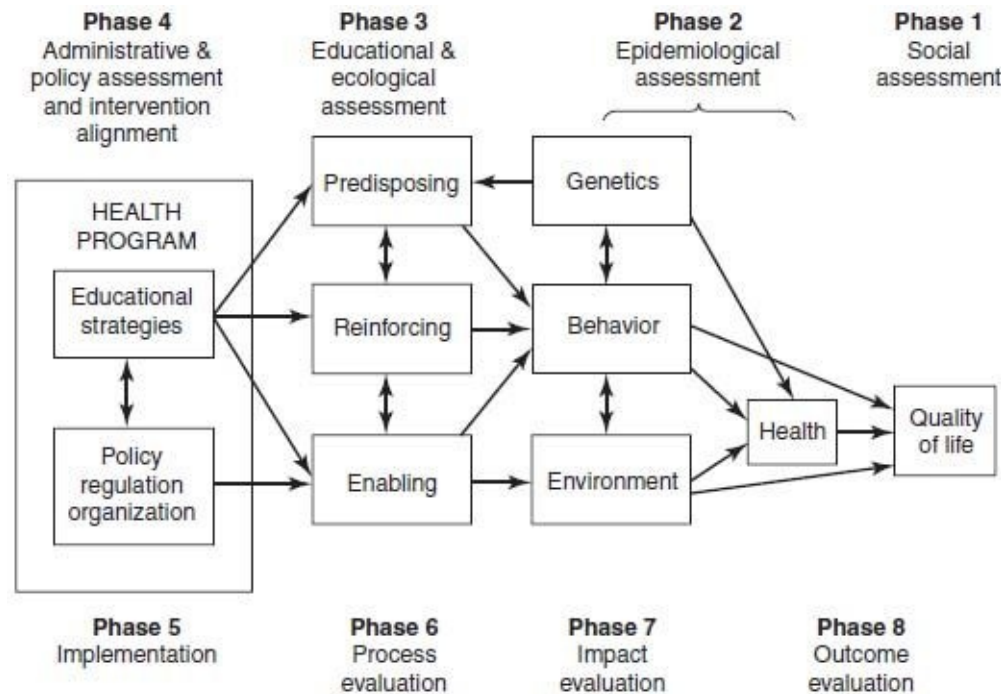 Phase 4
Administrative &
policy assessment
and intervention
alignment
Phase 3
Educational &
ecological
assessment
Phase 2
Epidemiological
assessment
Phase 1
Social
assessment
HEALTH
PROGRAM
Educational
strategies
Policy
regulation
organization
Predisposing
Reinforcing
Enabling
Genetics
Behavior
Environment
Health
Quality
of life
Phase 5
Implementation
Phase 6
Process
evaluation
Phase 7
Impact
evaluation
Phase 8
Outcome
evaluation